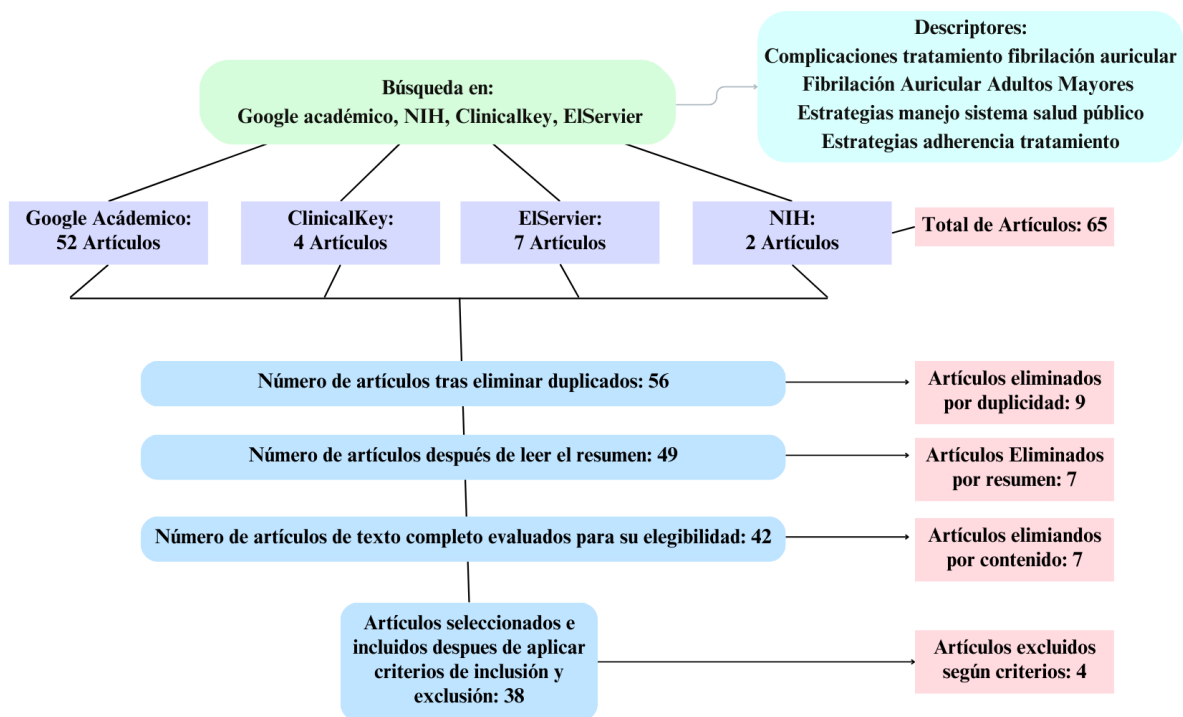 Descriptores:
Complicaciones tratamiento fibrilación auricular
Fibrilación Auricular Adultos Mayores
Estrategias manejo sistema salud público
Estrategias adherencia tratamiento
Búsqueda en:
Google académico, NIH, Clinicalkey, ElServier
Google Acádemico:
52 Artículos
ClinicalKey:
4 Artículos
ElServier:
7 Artículos
NIH:
2 Artículos
Total de Artículos: 65
Número de artículos tras eliminar duplicados: 56
Artículos eliminados
por duplicidad: 9
Número de artículos después de leer el resumen: 49
Artículos Eliminados
por resumen: 7
Número de artículos de texto completo evaluados para su elegibilidad: 42
Artículos elimiandos
por contenido: 7
Artículos seleccionados e
incluidos despues de aplicar
criterios de inclusión y
exclusión: 38
Artículos excluidos
según criterios: 4